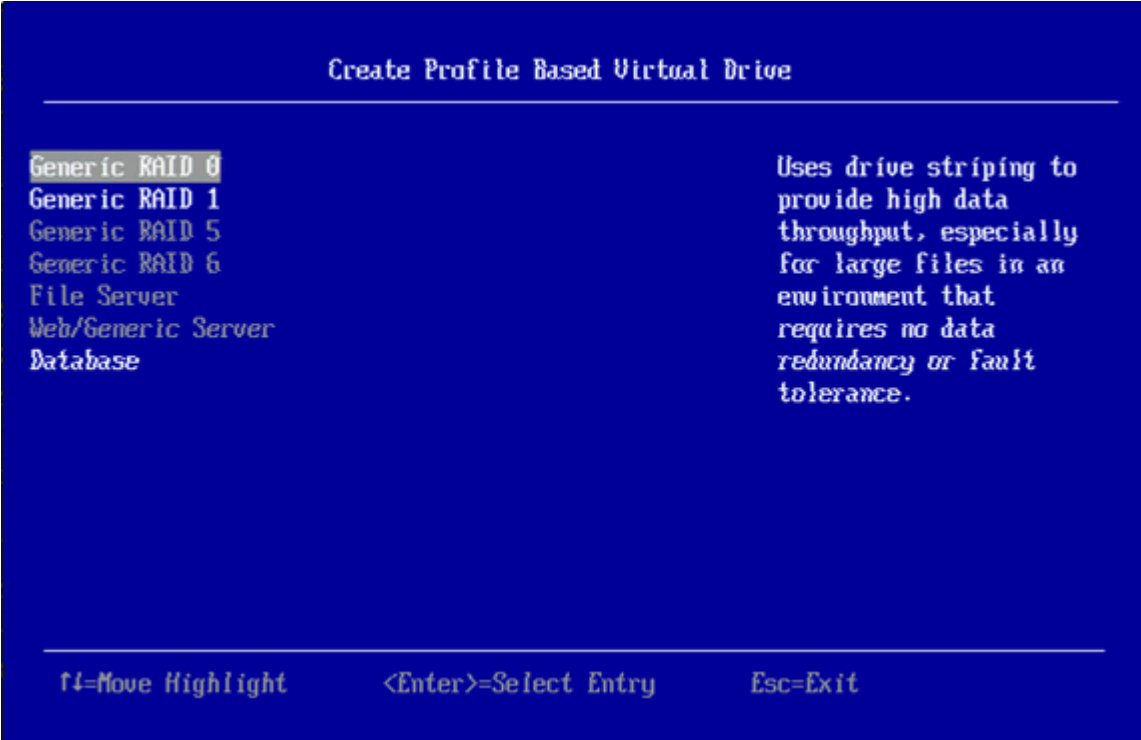 Create Profile Based Virtual Drive
Generic RAID 0
Generic RAID 1
Generic RAID 5
Generic RAID 6
File Server
Web/Generic Server
Database
Uses drive striping to
provide high data
throughput, especially
for large files in an
environment that
requires no data
redundancy or fault
tolerance.
↑↓=Move Highlight <Enter>=Select Entry Esc=Exit